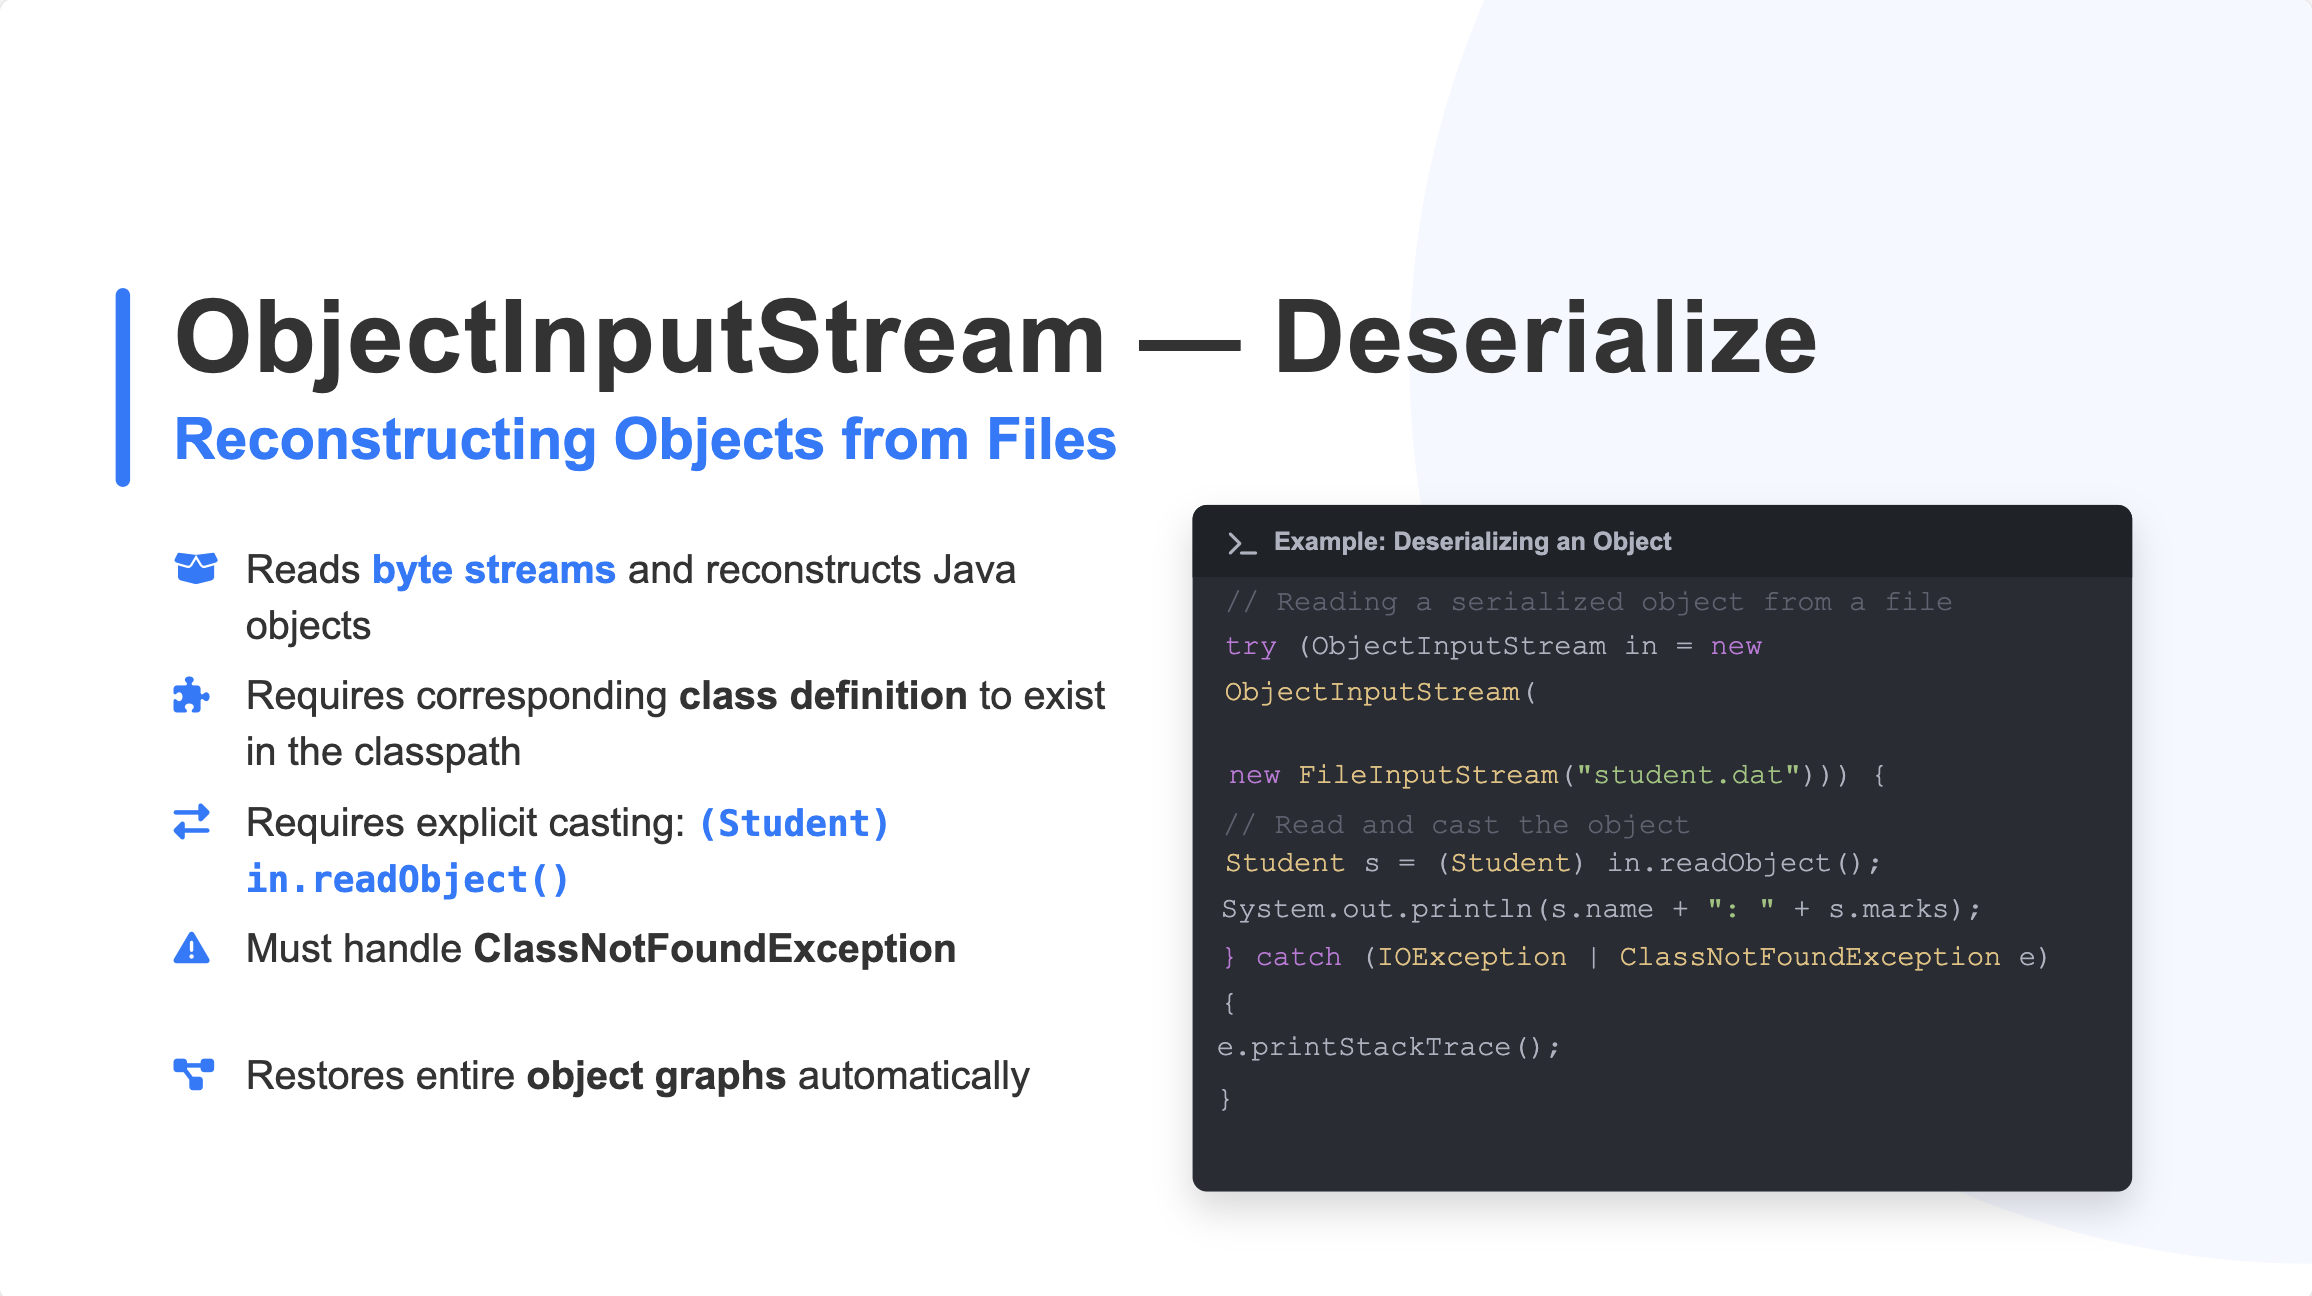 ObjectInputStream — Deserialize
Reconstructing Objects from Files
Reads byte streams and reconstructs Java
objects
Requires corresponding class definition to exist
in the classpath
Requires explicit casting: (Student)
in.readObject()
Must handle ClassNotFoundException
Restores entire object graphs automatically
Example: Deserializing an Object
// Reading a serialized object from a file
try (ObjectInputStream in = new
ObjectInputStream(
new FileInputStream("student.dat"))) {
// Read and cast the object
Student s = (Student) in.readObject();
System.out.println(s.name + ": " + s.marks);
} catch (IOException | ClassNotFoundException e)
{
e.printStackTrace();
}